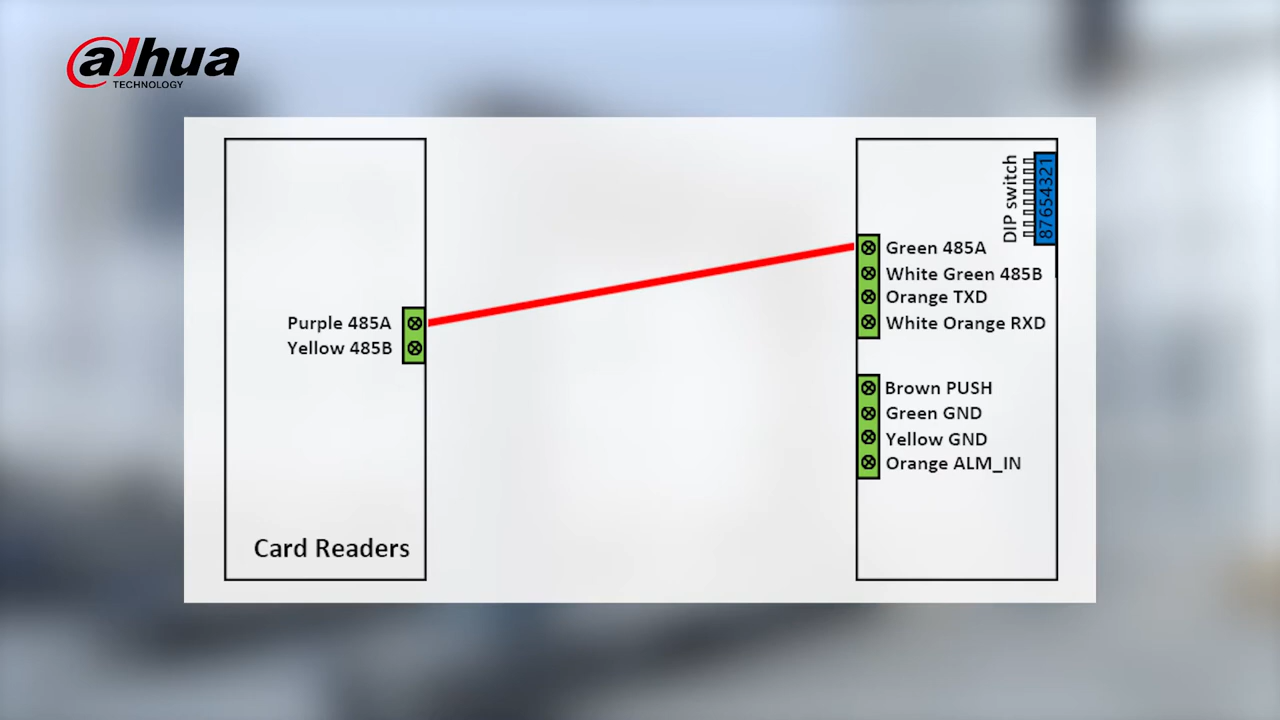 alhua
TECHNOLOGY
DIP switch
87654321
Green 485A
White Green 485B
Orange TXD
White Orange RXD
Purple 485A
Yellow 485B
Brown PUSH
Green GND
Yellow GND
Orange ALM_IN
Card Readers